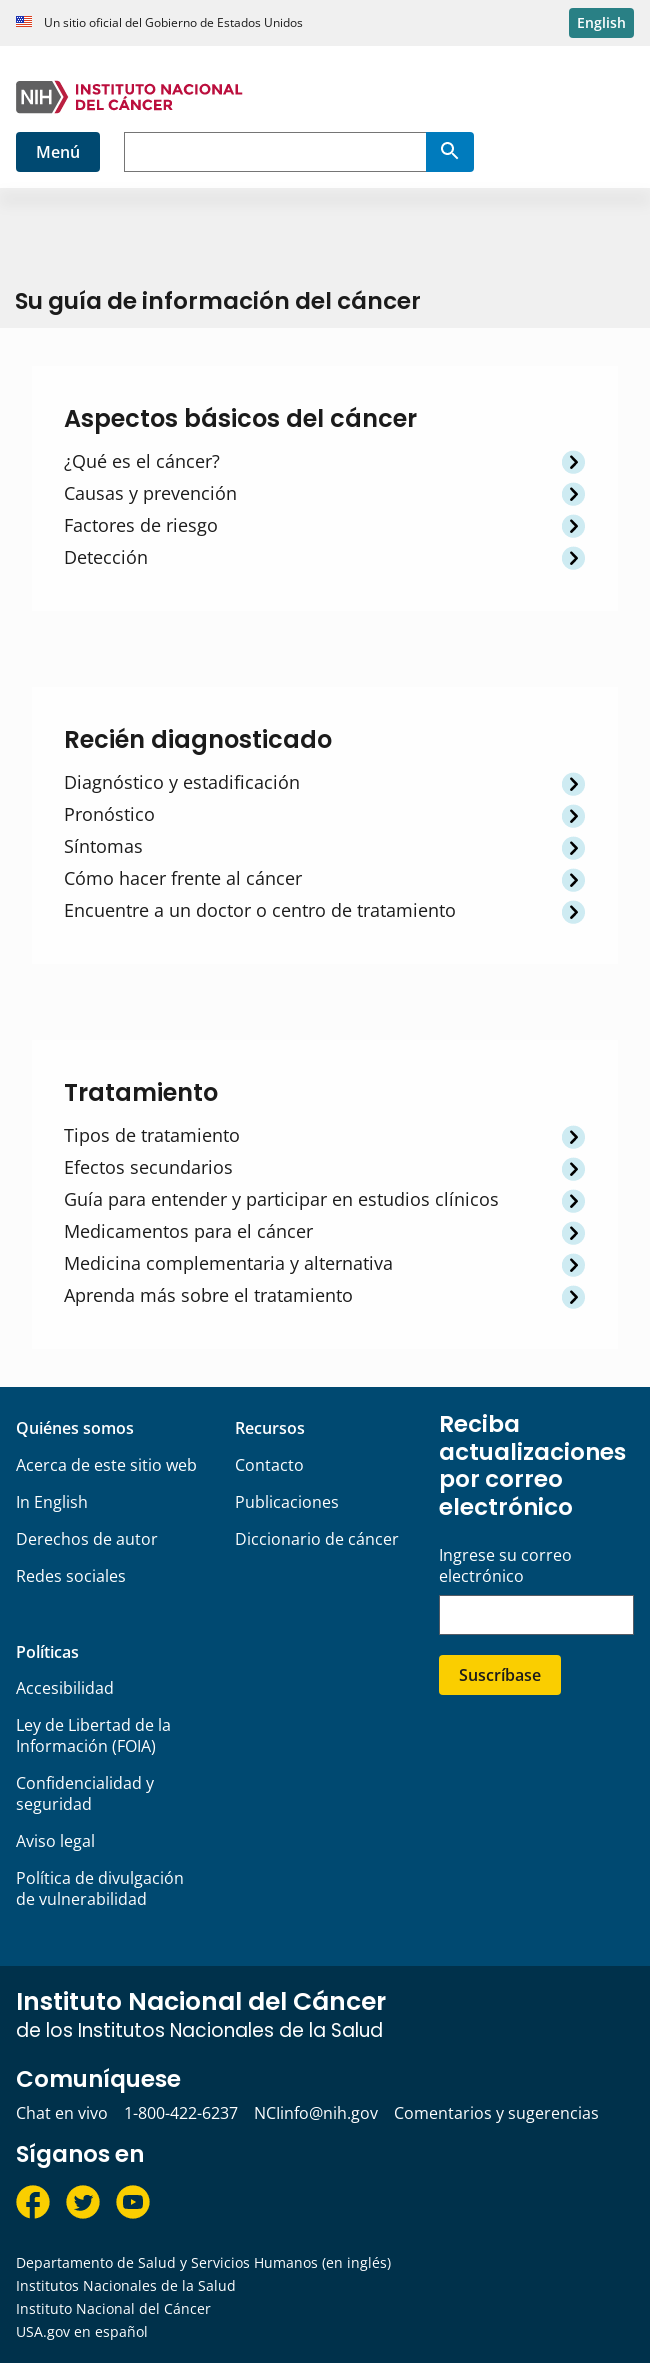 Un sitio oficial del Gobierno de Estados Unidos
English
NIH INSTITUTO NACIONAL
DEL CÁNCER
Menú
Su guía de información del cáncer
Aspectos básicos del cáncer
¿Qué es el cáncer?
Causas y prevención
Factores de riesgo
Detección
Recién diagnosticado
Diagnóstico y estadificación
Pronóstico
Síntomas
Cómo hacer frente al cáncer
Encuentre a un doctor o centro de tratamiento
Tratamiento
Tipos de tratamiento
Efectos secundarios
Guía para entender y participar en estudios clínicos
Medicamentos para el cáncer
Medicina complementaria y alternativa
Aprenda más sobre el tratamiento
Quiénes somos
Acerca de este sitio web
In English
Derechos de autor
Redes sociales
Recursos
Contacto
Publicaciones
Diccionario de cáncer
Políticas
Accesibilidad
Ley de Libertad de la
Información (FOIA)
Confidencialidad y
seguridad
Aviso legal
Política de divulgación
de vulnerabilidad
Reciba
actualizaciones
por correo
electrónico
Ingrese su correo
electrónico
Suscríbase
Instituto Nacional del Cáncer
de los Institutos Nacionales de la Salud
Comuníquese
Chat en vivo 1-800-422-6237 NCIinfo@nih.gov Comentarios y sugerencias
Síganos en
Departamento de Salud y Servicios Humanos (en inglés)
Institutos Nacionales de la Salud
Instituto Nacional del Cáncer
USA.gov en español